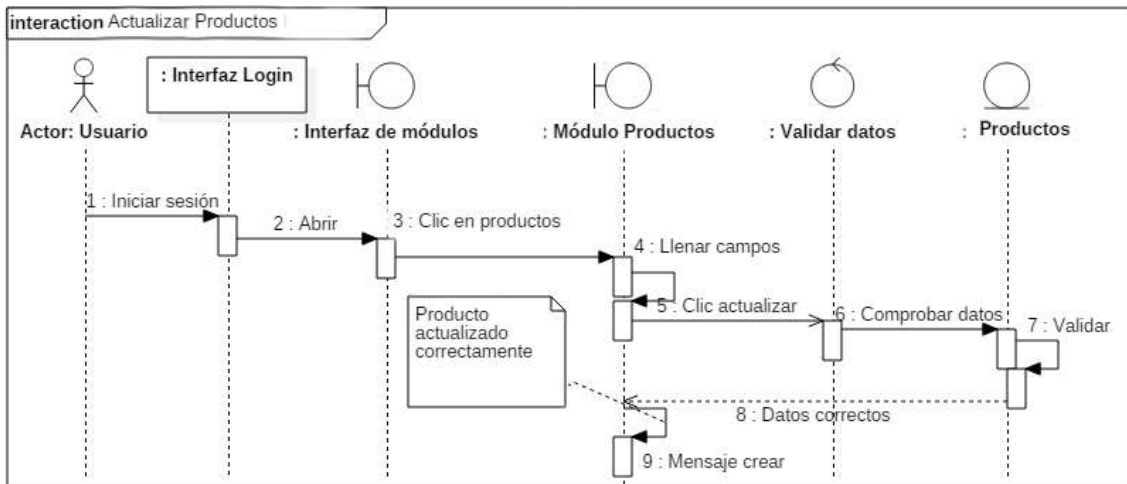 interaction Actualizar Productos
: Interfaz Login
Actor: Usuario
: Interfaz de módulos
: Módulo Productos
: Validar datos
: Productos
1 : Iniciar sesión
2 : Abrir
3 : Clic en productos
4 : Llenar campos
5 : Clic actualizar
6 : Comprobar datos
7 : Validar
Producto
actualizado
correctamente
8 : Datos correctos
9 : Mensaje crear